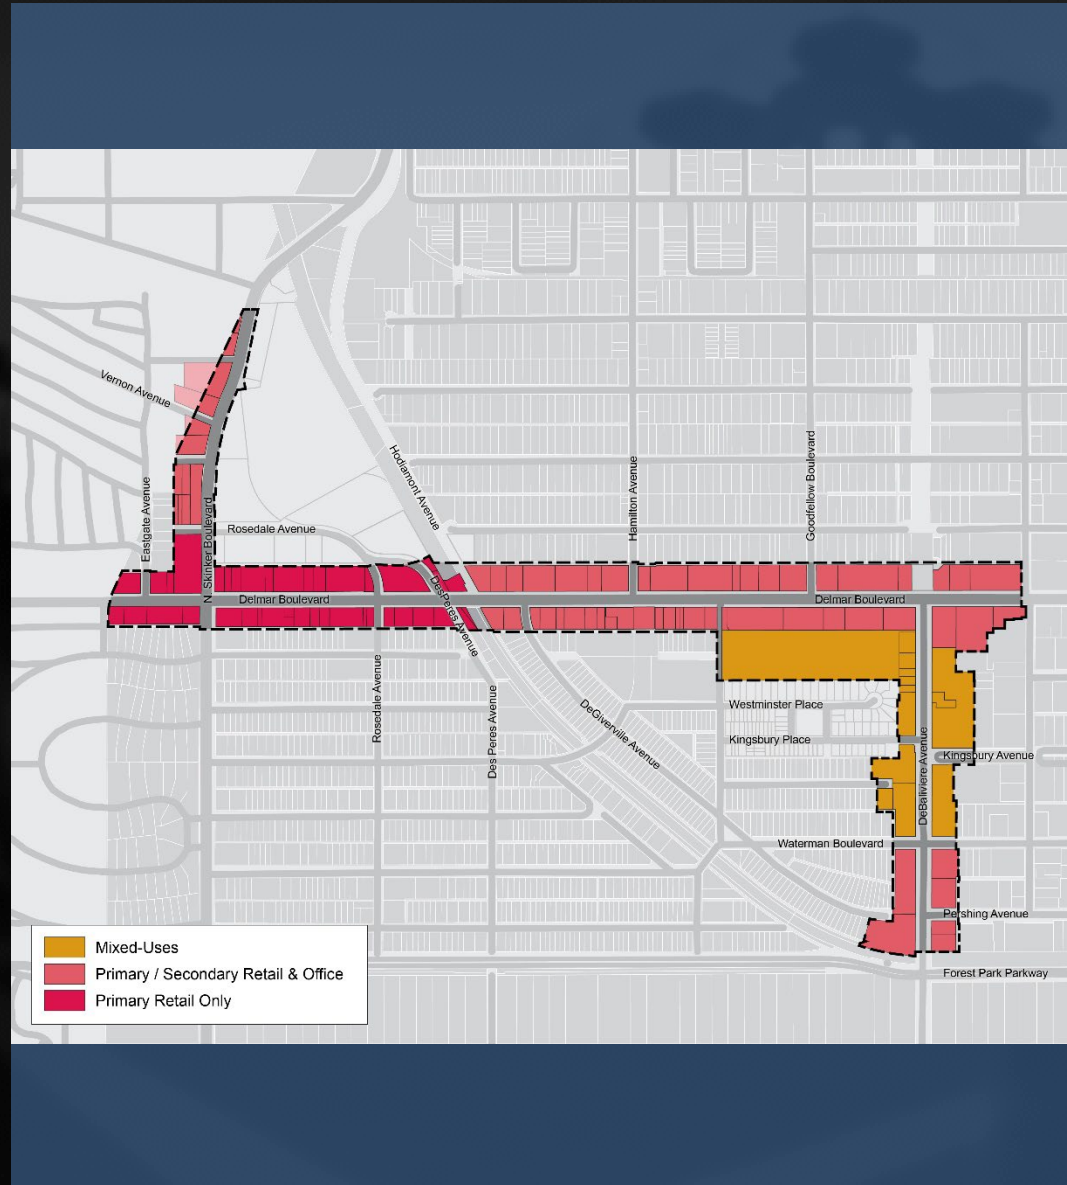 Vernon Avenue
Eastgate Avenue
N. Skinker Boulevard
Rosedale Avenue
Hodiamont Avenue
Hamilton Avenue
Goodfellow Boulevard
Delmar Boulevard
DesPeres Avenue
Delmar Boulevard
Rosedale Avenue
Des Peres Avenue
DeGiverville Avenue
Westminster Place
Kingsbury Place
DeBaliviere Avenue
Kingsbury Avenue
Waterman Boulevard
Pershing Avenue
Forest Park Parkway
Mixed-Uses
Primary / Secondary Retail & Office
Primary Retail Only